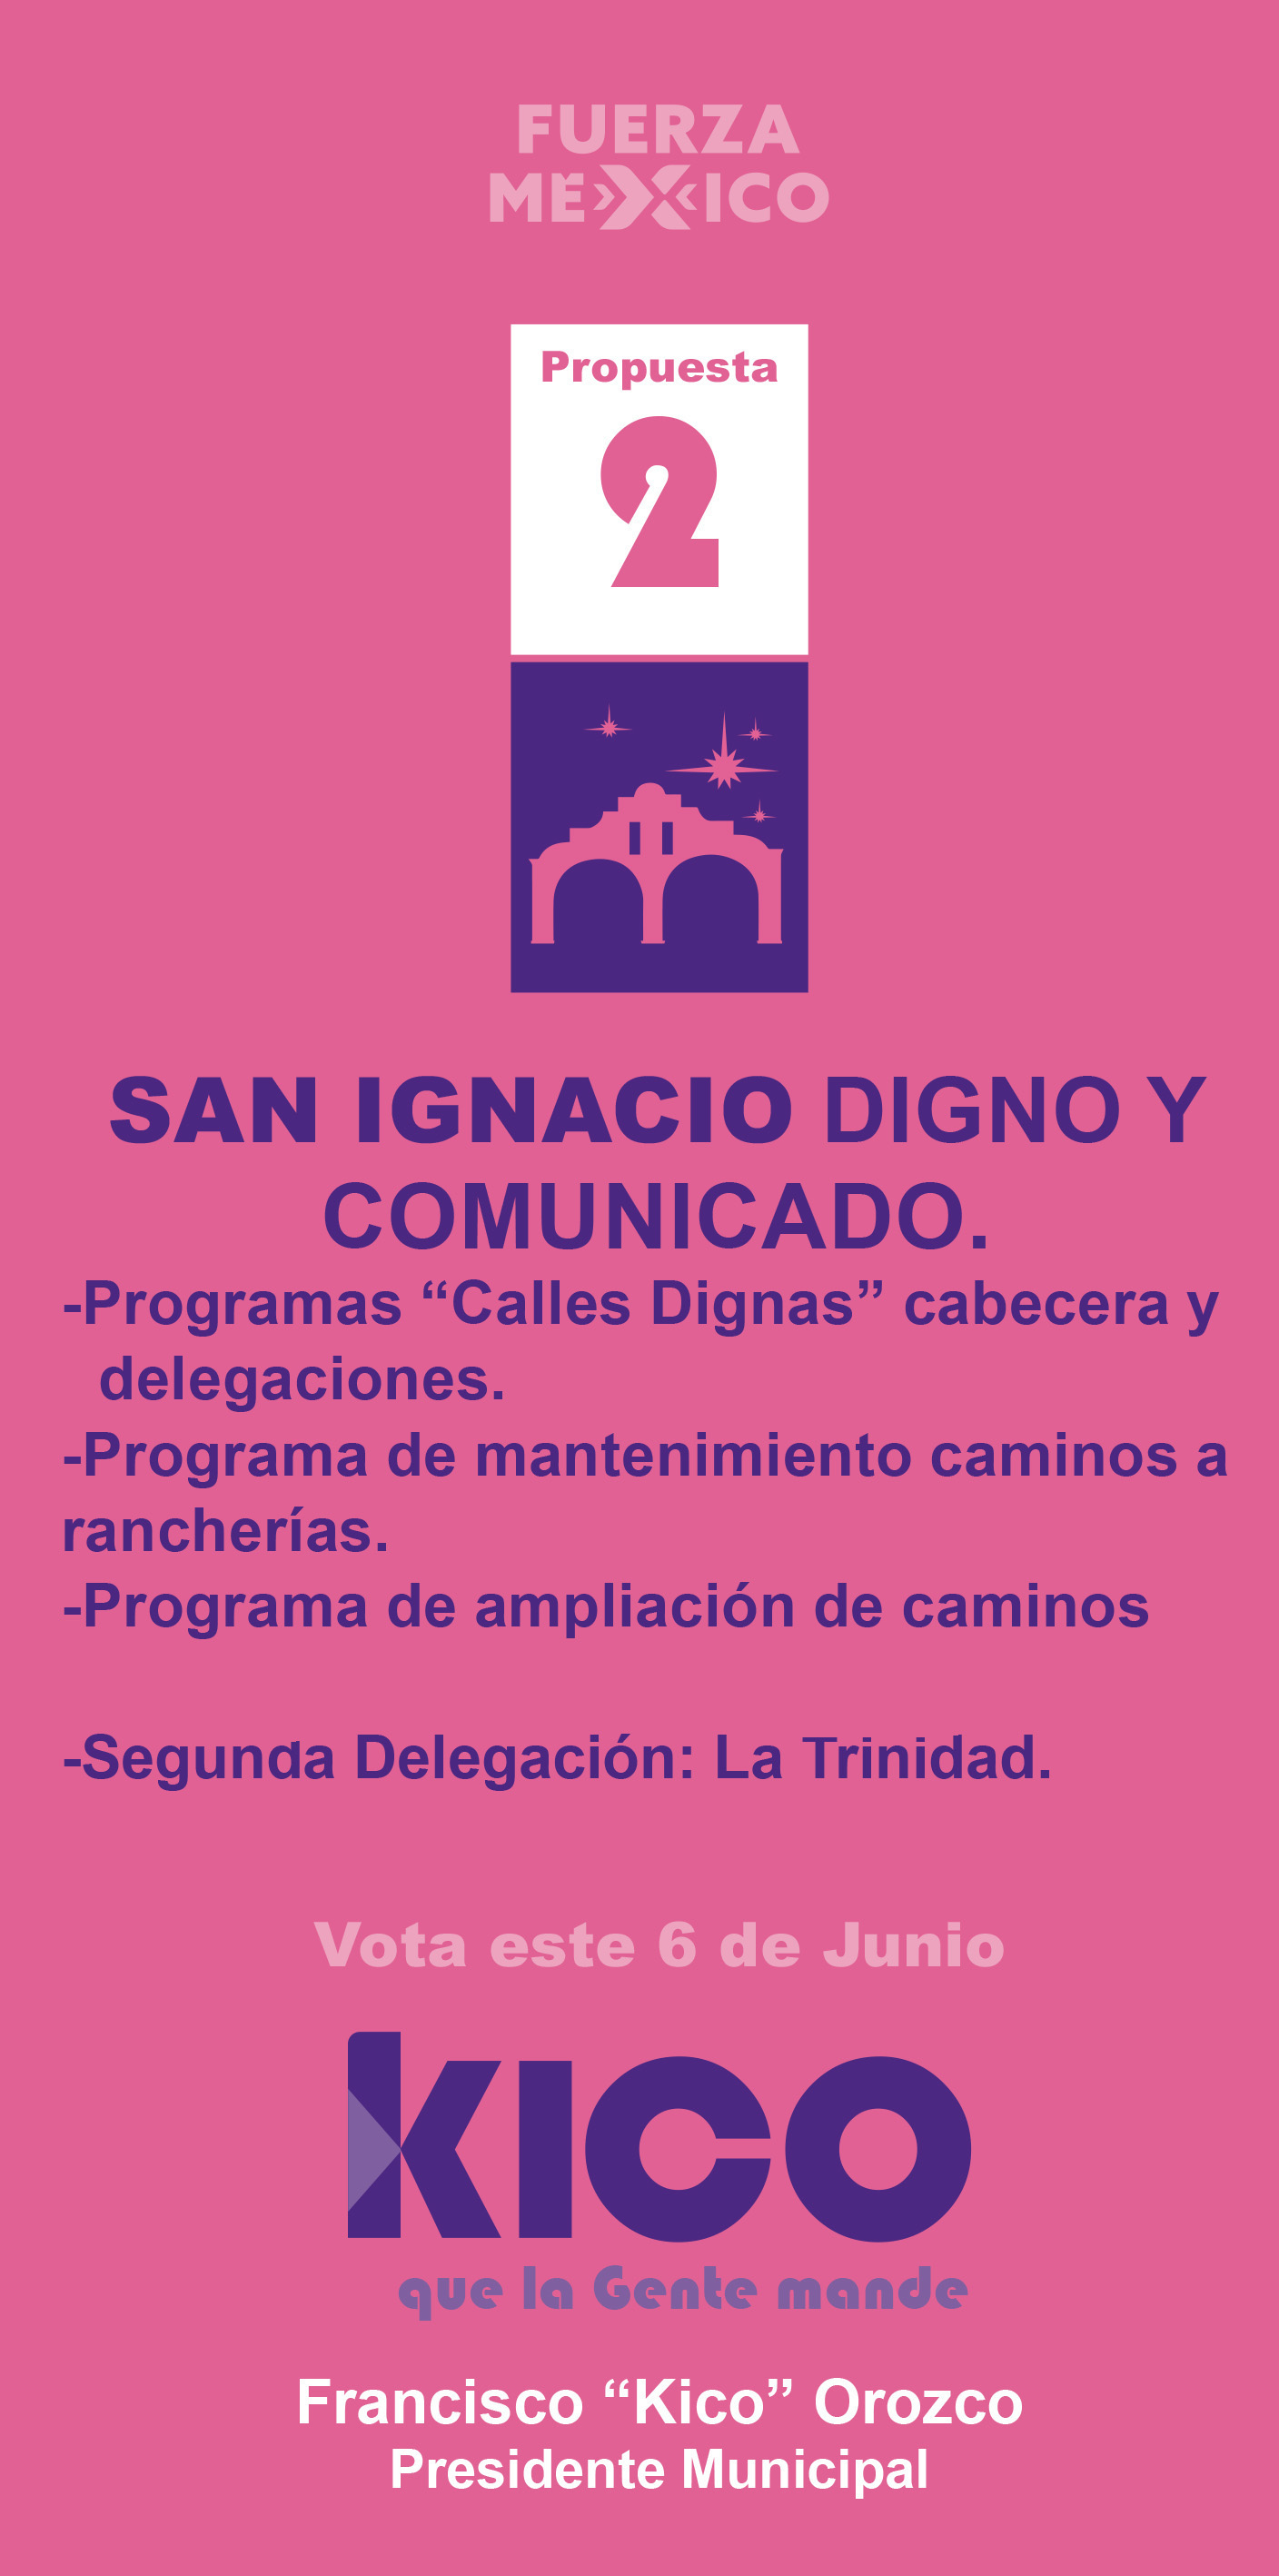 FUERZA
MÉXICO
Propuesta
2
SAN IGNACIO DIGNO Y
COMUNICADO.
-Programas “Calles Dignas” cabecera y
delegaciones.
-Programa de mantenimiento caminos a
rancherías.
-Programa de ampliación de caminos
-Segunda Delegación: La Trinidad.
Vota este 6 de Junio
KICO
que la Gente mande
Francisco “Kico” Orozco
Presidente Municipal